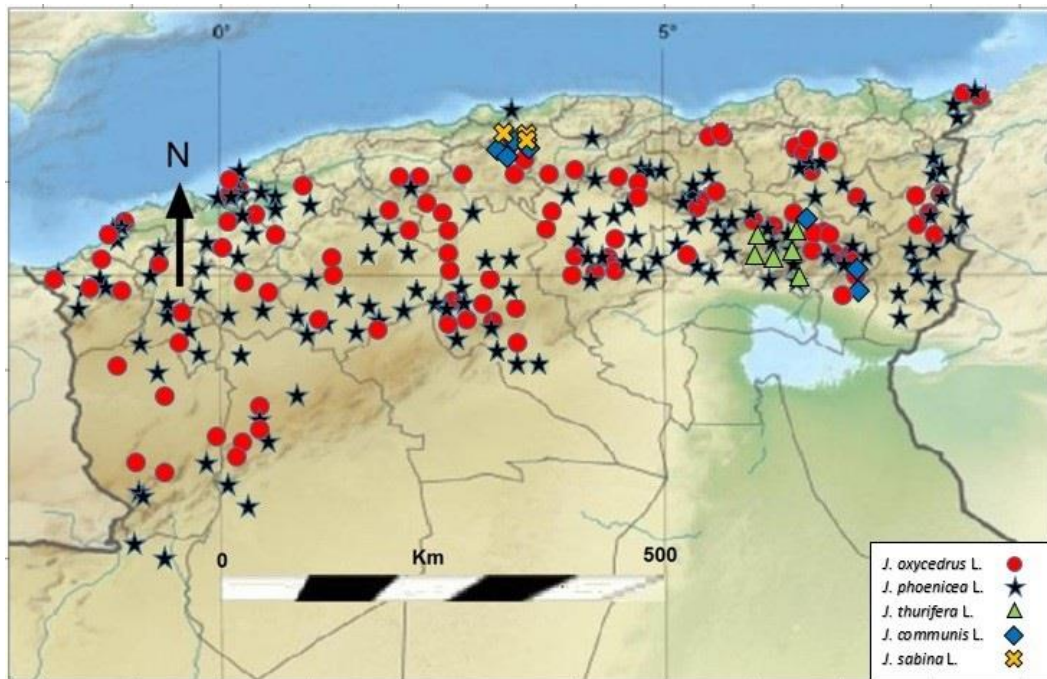 0°
5°
N
0
Km
500
J. oxycedrus L.
J. phoenicea L.
J. thurifera L.
J. communis L.
J. sabina L.